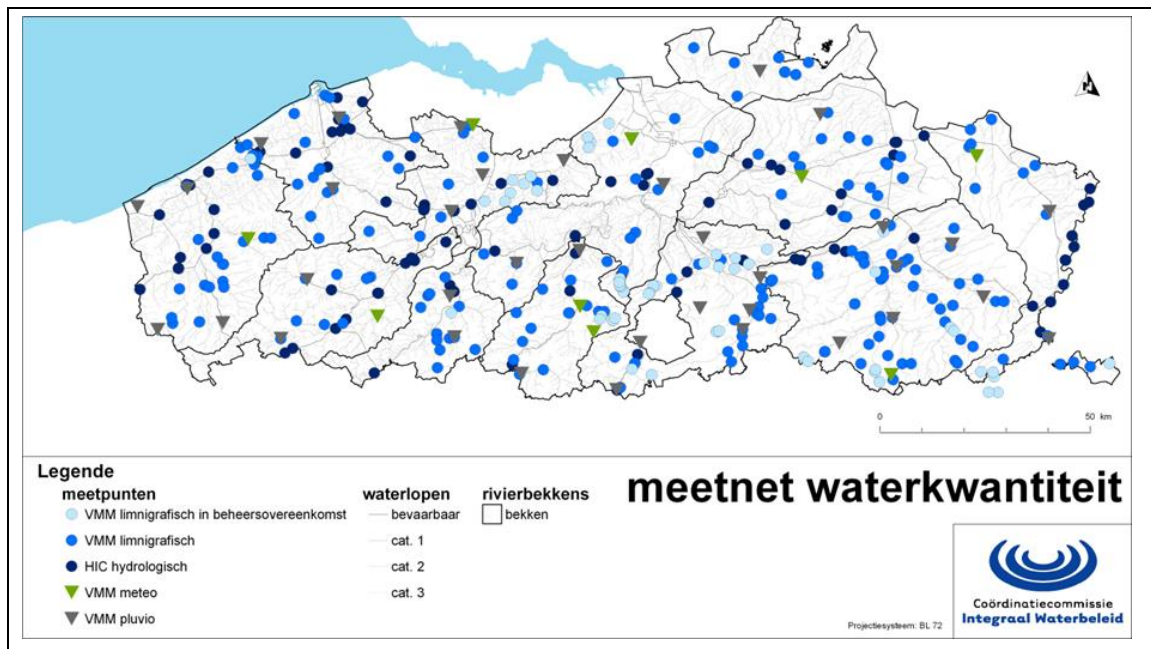 N
0 50 km
Legende
meetnet waterkwantiteit
meetpunten waterlopen rivierbekkens
VMM limnigrafisch in beheersovereenkomst bevaarbaar bekken
VMM limnigrafisch cat. 1
HIC hydrologisch cat. 2
VMM meteo cat. 3
VMM pluvio
Projectiesysteem: BL 72
Coördinatiecommissie
Integraal Waterbeleid